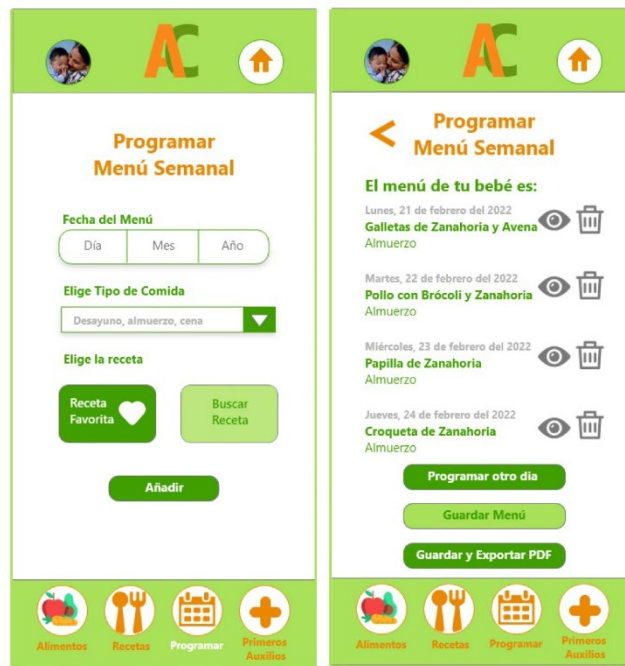 AC
Programar
Menú Semanal
Fecha del Menú
Día Mes Año
Elige Tipo de Comida
Desayuno, almuerzo, cena
Elige la receta
Receta
Favorita
Buscar
Receta
Añadir
Alimentos Recetas Programar Primeros
Auxilios
AC
<
Programar
Menú Semanal
El menú de tu bebé es:
Lunes, 21 de febrero del 2022
Galletas de Zanahoria y Avena
Almuerzo
Martes, 22 de febrero del 2022
Pollo con Brócoli y Zanahoria
Almuerzo
Miércoles, 23 de febrero del 2022
Papilla de Zanahoria
Almuerzo
Jueves, 24 de febrero del 2022
Croqueta de Zanahoria
Almuerzo
Programar otro dia
Guardar Menú
Guardar y Exportar PDF
Alimentos Recetas Programar Primeros
Auxilios